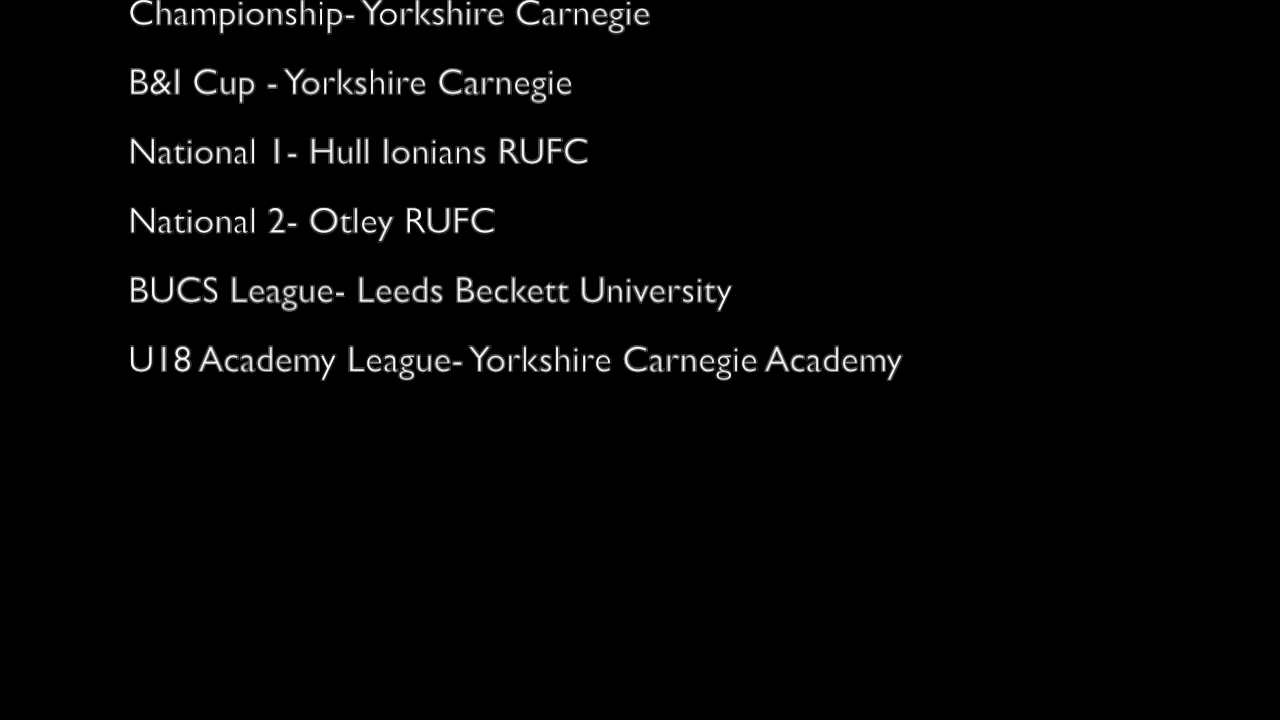 Championship- Yorkshire Carnegie
B&I Cup - Yorkshire Carnegie
National 1- Hull Ionians RUFC
National 2- Otley RUFC
BUCS League- Leeds Beckett University
U18 Academy League- Yorkshire Carnegie Academy